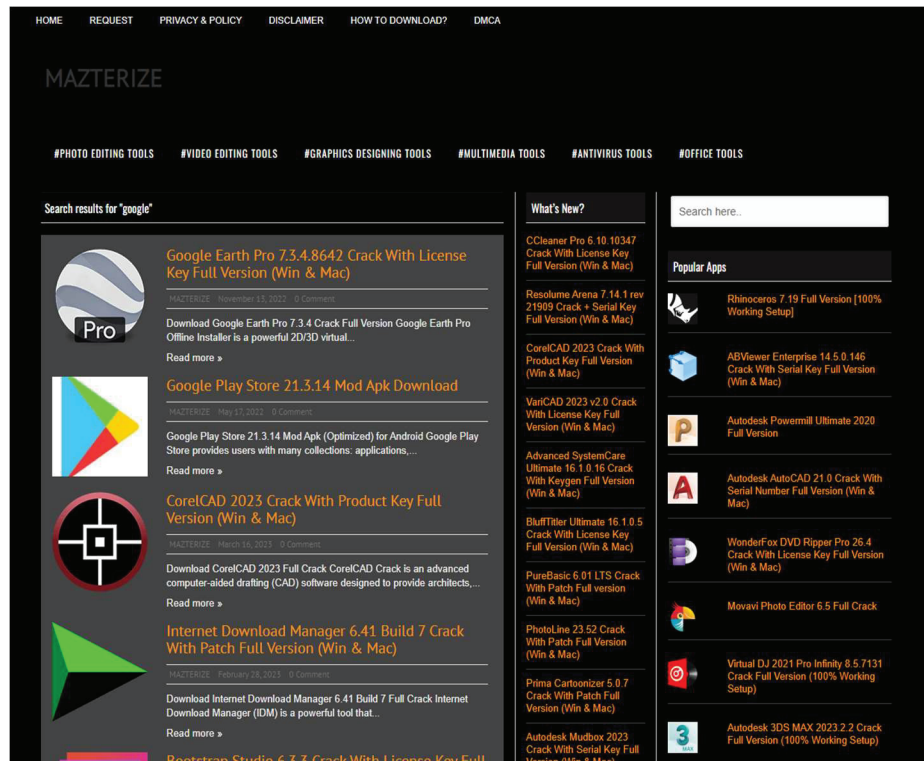 HOME REQUEST PRIVACY & POLICY DISCLAIMER HOW TO DOWNLOAD? DMCA
MAZTERIZE
#PHOTO EDITING TOOLS #VIDEO EDITING TOOLS #GRAPHICS DESIGNING TOOLS #MULTIMEDIA TOOLS #ANTIVIRUS TOOLS #OFFICE TOOLS
Search results for "google"
Pro
Google Earth Pro 7.3.4.8642 Crack With License
Key Full Version (Win & Mac)
MAZTERIZE November 13, 2022 0 Comment
Download Google Earth Pro 7.3.4 Crack Full Version Google Earth Pro
Offline Installer is a powerful 2D/3D virtual...
Read more »
Google Play Store 21.3.14 Mod Apk Download
MAZTERIZE May 17, 2022 0 Comment
Google Play Store 21.3.14 Mod Apk (Optimized) for Android Google Play
Store provides users with many collections: applications,...
Read more »
CorelCAD 2023 Crack With Product Key Full
Version (Win & Mac)
MAZTERIZE March 16, 2023 0 Comment
Download CorelCAD 2023 Full Crack CorelCAD Crack is an advanced
computer-aided drafting (CAD) software designed to provide architects,...
Read more »
Internet Download Manager 6.41 Build 7 Crack
With Patch Full Version (Win & Mac)
MAZTERIZE February 28, 2023 0 Comment
Download Internet Download Manager 6.41 Build 7 Full Crack Internet
Download Manager (IDM) is a powerful tool that...
Read more »
Bootstrap Studio 6.3.3 Crack With License Key Full
What's New?
CCleaner Pro 6.10.10347
Crack With License Key
Full Version (Win & Mac)
Resolume Arena 7.14.1 rev
21909 Crack + Serial Key
Full Version (Win & Mac)
CorelCAD 2023 Crack With
Product Key Full Version
(Win & Mac)
VariCAD 2023 v2.0 Crack
With License Key Full
Version (Win & Mac)
Advanced SystemCare
Ultimate 16.1.0.16 Crack
With Keygen Full Version
(Win & Mac)
BluffTitler Ultimate 16.1.0.5
Crack With License Key
Full Version (Win & Mac)
PureBasic 6.01 LTS Crack
With Patch Full version
(Win & Mac)
PhotoLine 23.52 Crack
With Patch Full Version
(Win & Mac)
Prima Cartoonizer 5.0.7
Crack With Patch Full
Version (Win & Mac)
Autodesk Mudbox 2023
Crack With Serial Key Full
Version (Win & Mac)
Search here..
Popular Apps
Rhinoceros 7.19 Full Version [100%
Working Setup]
ABViewer Enterprise 14.5.0.146
Crack With Serial Key Full Version
(Win & Mac)
Autodesk Powermill Ultimate 2020
Full Version
Autodesk AutoCAD 21.0 Crack With
Serial Number Full Version (Win &
Mac)
WonderFox DVD Ripper Pro 26.4
Crack With License Key Full Version
(Win & Mac)
Movavi Photo Editor 6.5 Full Crack
Virtual DJ 2021 Pro Infinity 8.5.7131
Crack Full Version (100% Working
Setup)
3
MAX
Autodesk 3DS MAX 2023.2.2 Crack
Full Version (100% Working Setup)